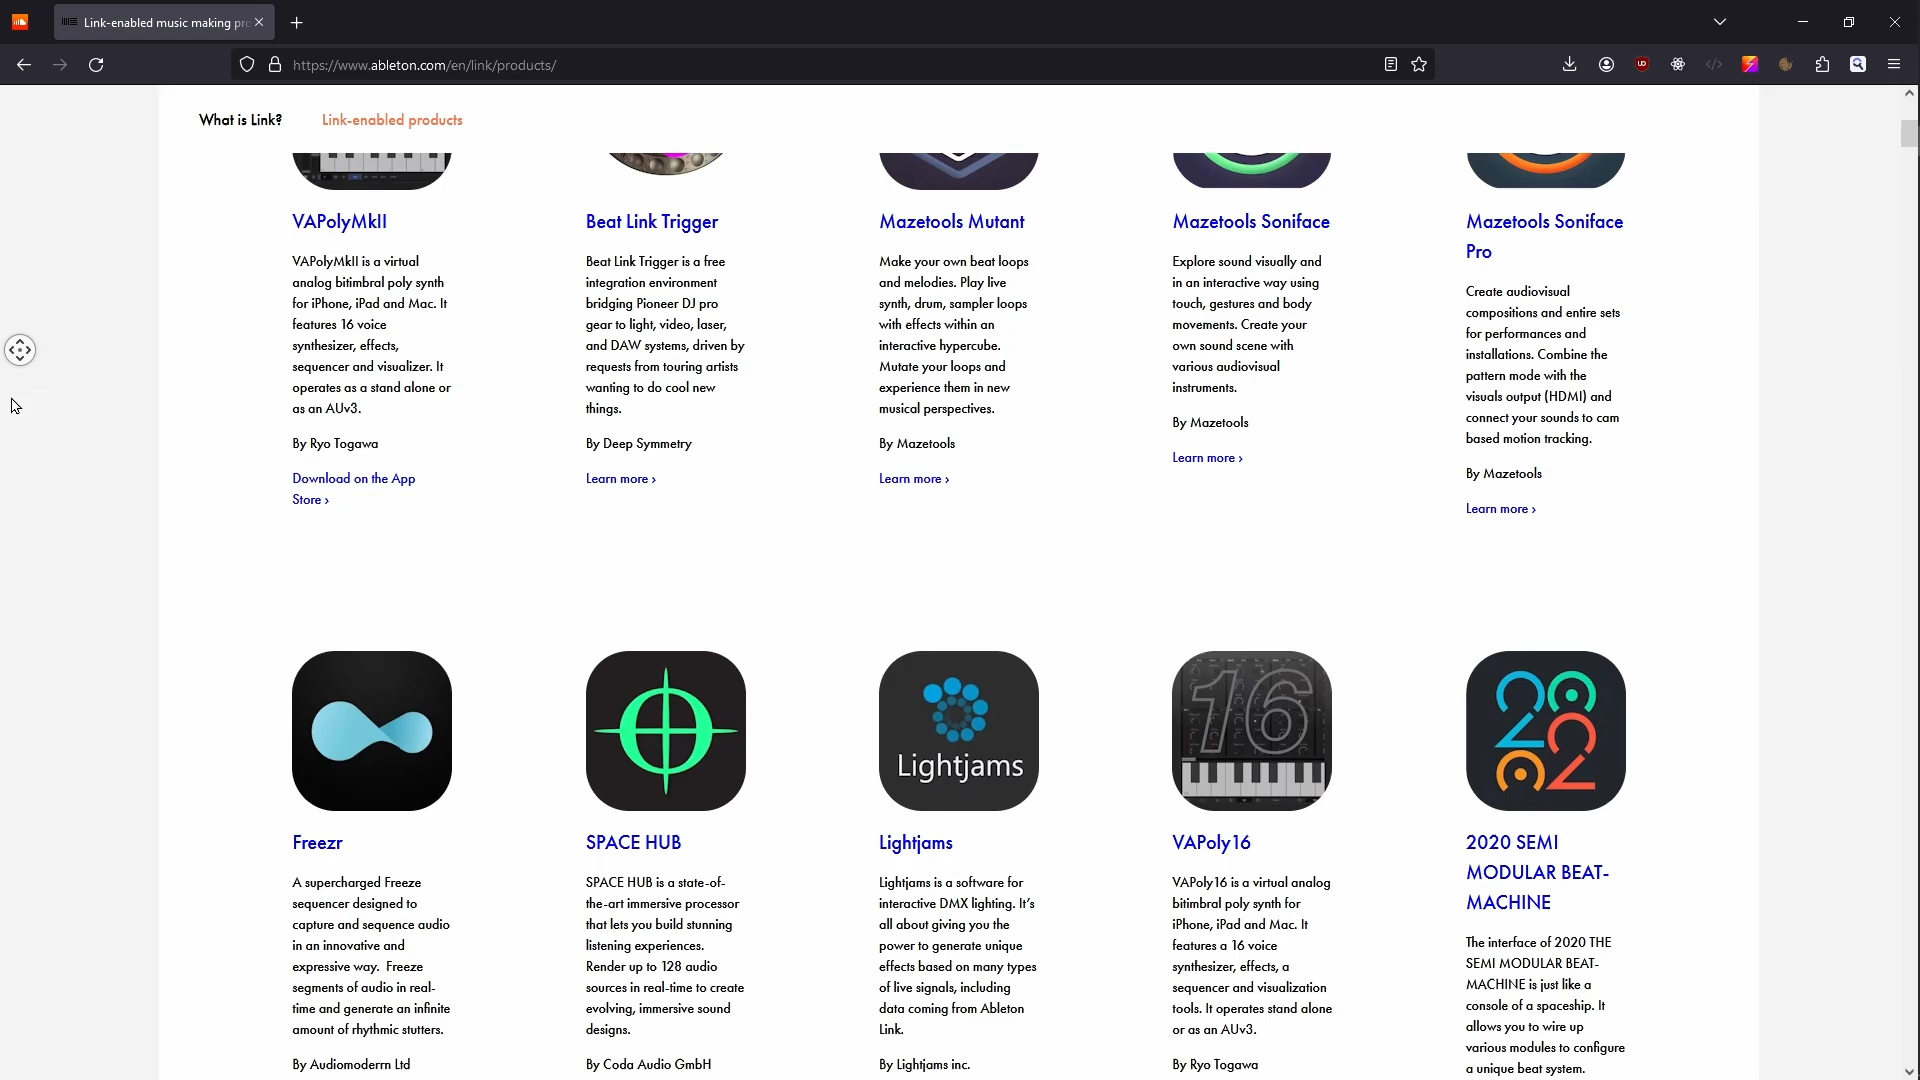 Link-enabled music making pr
https://www.ableton.com/en/link/products/
What is Link?
Link-enabled products
VAPolyMkII
VAPolyMkII is a virtual
analog bitimbral poly synth
for iPhone, iPad and Mac. It
features 16 voice
synthesizer, effects,
sequencer and visualizer. It
operates as a stand alone or
as an AUv3.
By Ryo Togawa
Download on the App
Store ›
Beat Link Trigger
Beat Link Trigger is a free
integration environment
bridging Pioneer DJ pro
gear to light, video, laser,
and DAW systems, driven by
requests from touring artists
wanting to do cool new
things.
By Deep Symmetry
Learn more ›
Mazetools Mutant
Make your own beat loops
and melodies. Play live
synth, drum, sampler loops
with effects within an
interactive hypercube.
Mutate your loops and
experience them in new
musical perspectives.
By Mazetools
Learn more ›
Mazetools Soniface
Explore sound visually and
in an interactive way using
touch, gestures and body
movements. Create your
own sound scene with
various audiovisual
instruments.
By Mazetools
Learn more ›
Mazetools Soniface
Pro
Create audiovisual
compositions and entire sets
for performances and
installations. Combine the
pattern mode with the
visuals output (HDMI) and
connect your sounds to cam
based motion tracking.
By Mazetools
Learn more ›
Freezr
A supercharged Freeze
sequencer designed to
capture and sequence audio
in an innovative and
expressive way. Freeze
segments of audio in real-
time and generate an infinite
amount of rhythmic stutters.
By Audiomoderrn Ltd
SPACE HUB
SPACE HUB is a state-of-
the-art immersive processor
that lets you build stunning
listening experiences.
Render up to 128 audio
sources in real-time to create
evolving, immersive sound
designs.
By Coda Audio GmbH
Lightjams
Lightjams
Lightjams is a software for
interactive DMX lighting. It’s
all about giving you the
power to generate unique
effects based on many types
of live signals, including
data coming from Ableton
Link.
By Lightjams inc.
16
VAPoly16
VAPoly16 is a virtual analog
bitimbral poly synth for
iPhone, iPad and Mac. It
features a 16 voice
synthesizer, effects, a
sequencer and visualization
tools. It operates stand alone
or as an AUv3.
By Ryo Togawa
2020 SEMI
MODULAR BEAT-
MACHINE
The interface of 2020 THE
SEMI MODULAR BEAT-
MACHINE is just like a
console of a spaceship. It
allows you to wire up
various modules to configure
a unique beat system.